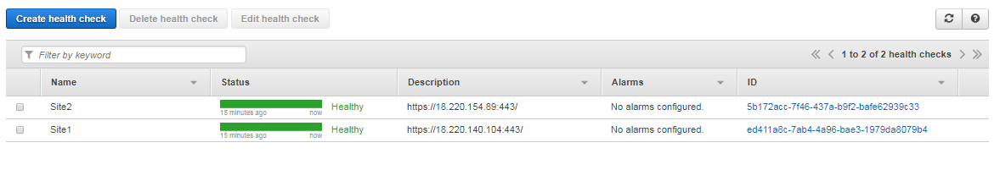 Create health check Delete health check Edit health check
Filter by keyword 1 to 2 of 2 health checks
Name Status Description Alarms ID
Site2 Healthy https://18.220.154.89:443/ No alarms configured. 5b172acc-7f46-437a-b9f2-bafe62939c33
15 minutes ago now
Site1 Healthy https://18.220.140.104:443/ No alarms configured. ed411a8c-7ab4-4a96-bae3-1979da8079b4
15 minutes ago now